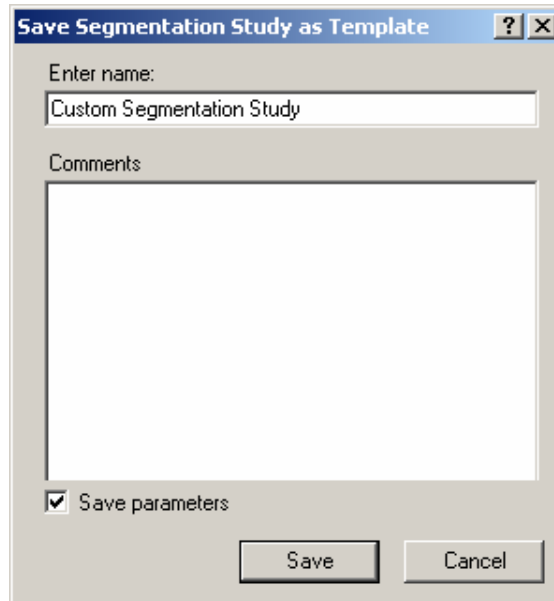 Save Segmentation Study as Template
Enter name:
Custom Segmentation Study
Comments
Save parameters
Save Cancel